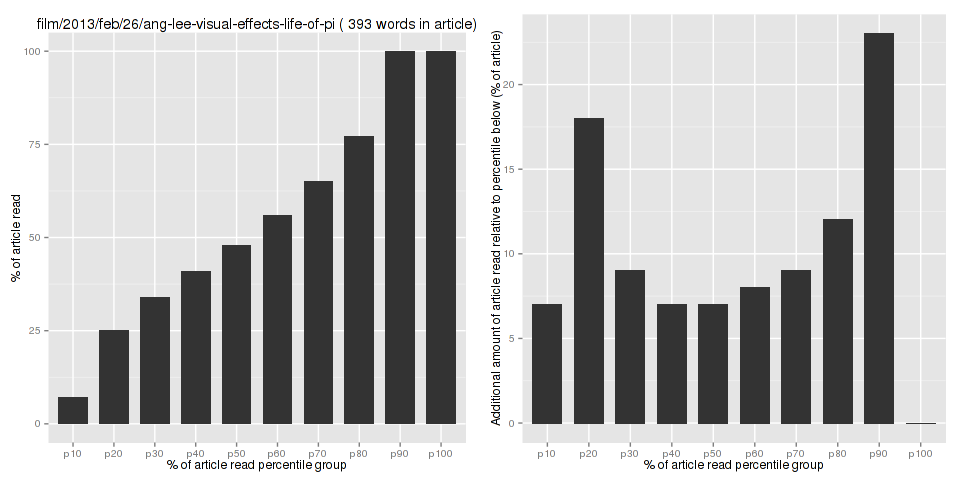 film/2013/feb/26/ang-lee-visual-effects-life-of-pi ( 393 words in article)
% of article read
100
75
50
25
0
p10 p20 p30 p40 p50 p60 p70 p80 p90 p100
% of article read percentile group
Additional amount of article read relative to percentile below (% of article)
20
15
10
5
0
p10 p20 p30 p40 p50 p60 p70 p80 p90 p100
% of article read percentile group